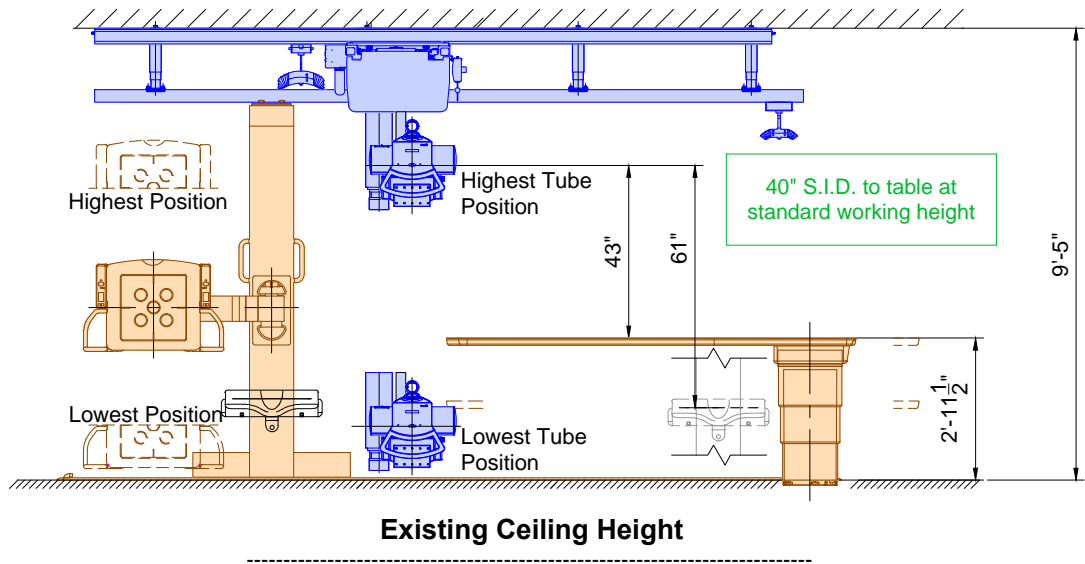 Highest Position
Highest Tube
Position
40" S.I.D. to table at
standard working height
43"
61"
9'-5"
Lowest Position
Lowest Tube
Position
2'-11 1/2"
Existing Ceiling Height